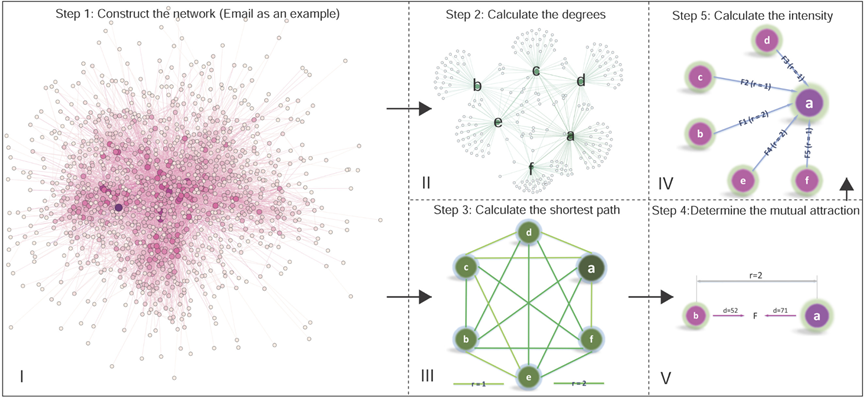 Step 1: Construct the network (Email as an example)
I
Step 2: Calculate the degrees
b
c
d
e
a
f
II
Step 3: Calculate the shortest path
d
c
a
b
f
e
r = 1
r = 2
III
Step 5: Calculate the intensity
d
c
a
b
e
f
F3 (r = 1)
F2 (r = 1)
F1 (r = 2)
F4 (r = 2)
F5 (r = 1)
IV
Step 4:Determine the mutual attraction
r=2
b
d=52
F
d=71
a
V